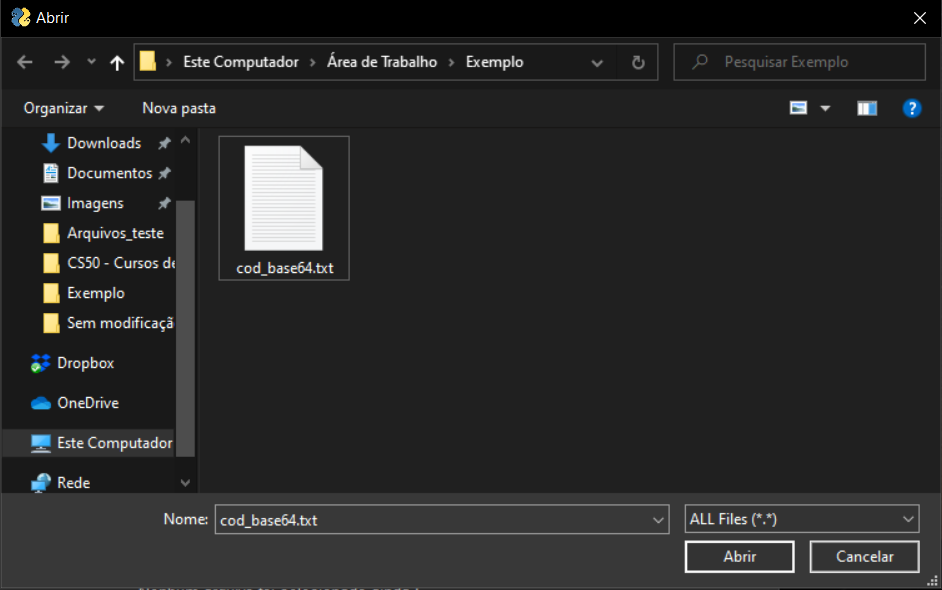 Abrir
Este Computador > Área de Trabalho > Exemplo
Pesquisar Exemplo
Organizar
Nova pasta
Downloads
Documentos
Imagens
Arquivos_teste
CS50 - Cursos de
Exemplo
Sem modificaçã
Dropbox
OneDrive
Este Computador
Rede
cod_base64.txt
Nome: cod_base64.txt
ALL Files (*.*)
Abrir
Cancelar